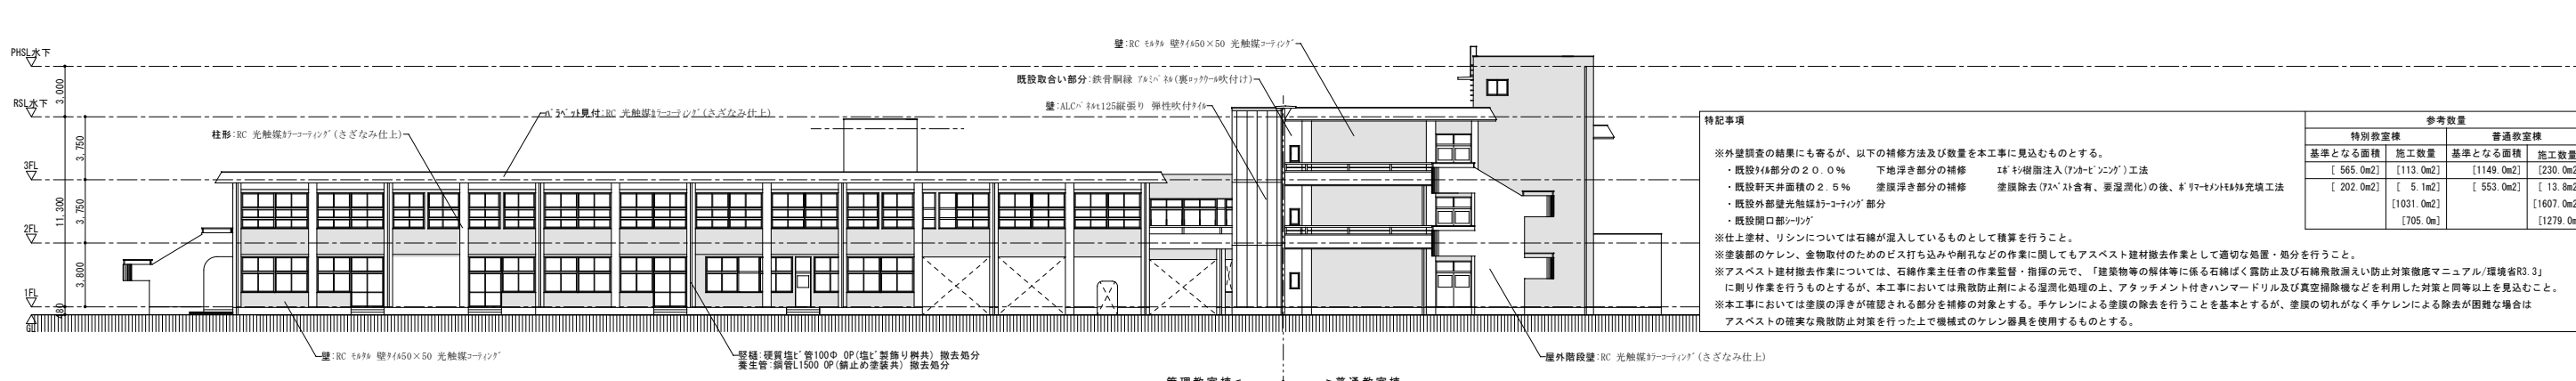 PHSL水下
RSL水下
3FL
2FL
1FL
GL
3,000
3,750
3,750
3,800
11,300
480
壁:RC モルタル 壁タイル50×50 光触媒コーティング
既設取合い部分:鉄骨胴縁 アルミパネル(裏ロックウール吹付け)
壁:ALCパネルt125縦張り 弾性吹付タイル
パラペット見付:RC 光触媒カラーコーティング(さざなみ仕上)
柱形:RC 光触媒カラーコーティング(さざなみ仕上)
壁:RC モルタル 壁タイル50×50 光触媒コーティング
竪樋:硬質塩ビ管100Φ OP(塩ビ製飾り桝共) 撤去処分
養生管:鋼管L1500 OP(錆止め塗装共) 撤去処分
屋外階段壁:RC 光触媒カラーコーティング(さざなみ仕上)
管理教室棟
普通教室棟
特記事項
参考数量
特別教室棟 普通教室棟
基準となる面積 施工数量 基準となる面積 施工数量
※外壁調査の結果にも寄るが、以下の補修方法及び数量を本工事に見込むものとする。
・既設タイル部分の20.0% 下地浮き部分の補修 エポキシ樹脂注入(アンカーピンニング)工法 [ 565.0m2] [113.0m2] [1149.0m2] [230.0m2
・既設軒天井面積の2.5% 塗膜浮き部分の補修 塗膜除去(アスベスト含有、要湿潤化)の後、ポリマーセメントモルタル充填工法 [ 202.0m2] [ 5.1m2] [ 553.0m2] [ 13.8m2
・既設外部壁光触媒カラーコーティング部分 [1031.0m2] [1607.0m2
・既設開口部シーリング [705.0m] [1279.0m
※仕上塗材、リシンについては石綿が混入しているものとして積算を行うこと。
※塗装部のケレン、金物取付のためのビス打ち込みや削孔などの作業に関してもアスベスト建材撤去作業として適切な処置・処分を行うこと。
※アスベスト建材撤去作業については、石綿作業主任者の作業監督・指揮の元で、「建築物等の解体等に係る石綿ばく露防止及び石綿飛散漏えい防止対策徹底マニュアル/環境省R3.3」
に則り作業を行うものとするが、本工事においては飛散防止剤による湿潤化処理の上、アタッチメント付きハンマードリル及び真空掃除機などを利用した対策と同等以上を見込むこと。
※本工事においては塗膜の浮きが確認される部分を補修の対象とする。手ケレンによる塗膜の除去を行うことを基本とするが、塗膜の切れがなく手ケレンによる除去が困難な場合は
アスベストの確実な飛散防止対策を行った上で機械式のケレン器具を使用するものとする。